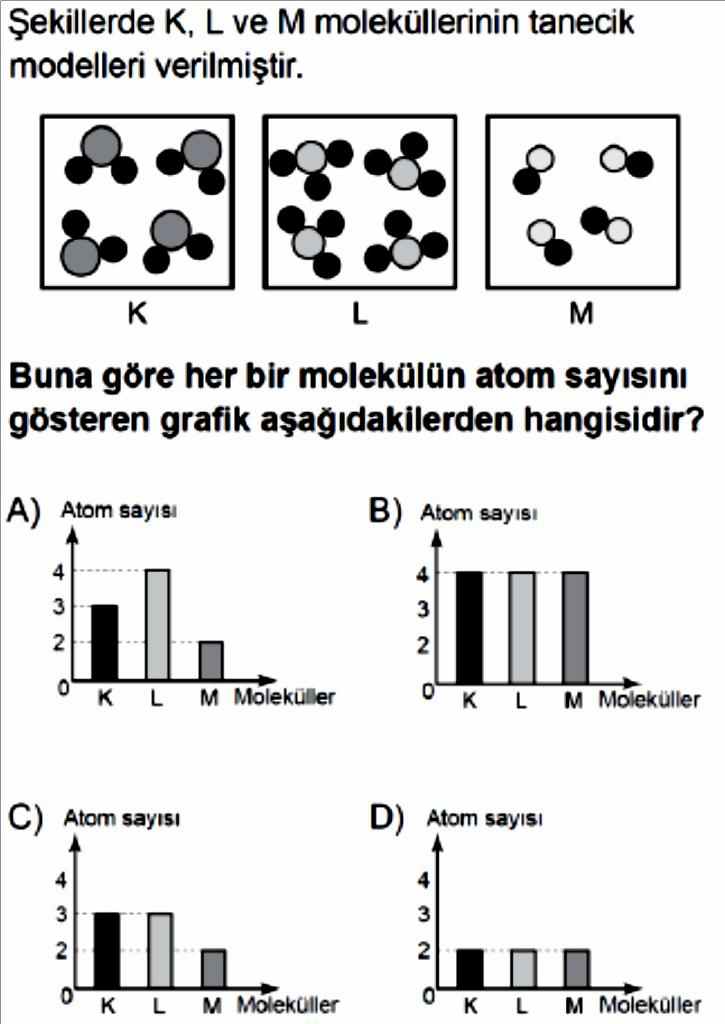 Şekillerde K, L ve M moleküllerinin tanecik
modelleri verilmiştir.
K L M
Buna göre her bir molekülün atom sayısını
gösteren grafik aşağıdakilerden hangisidir?
A) Atom sayısı
4
3
2
0
K L M Moleküller
B) Atom sayısı
4
3
2
0
K L M Moleküller
C) Atom sayısı
4
3
2
0
K L M Moleküller
D) Atom sayısı
4
3
2
0
K L M Moleküller